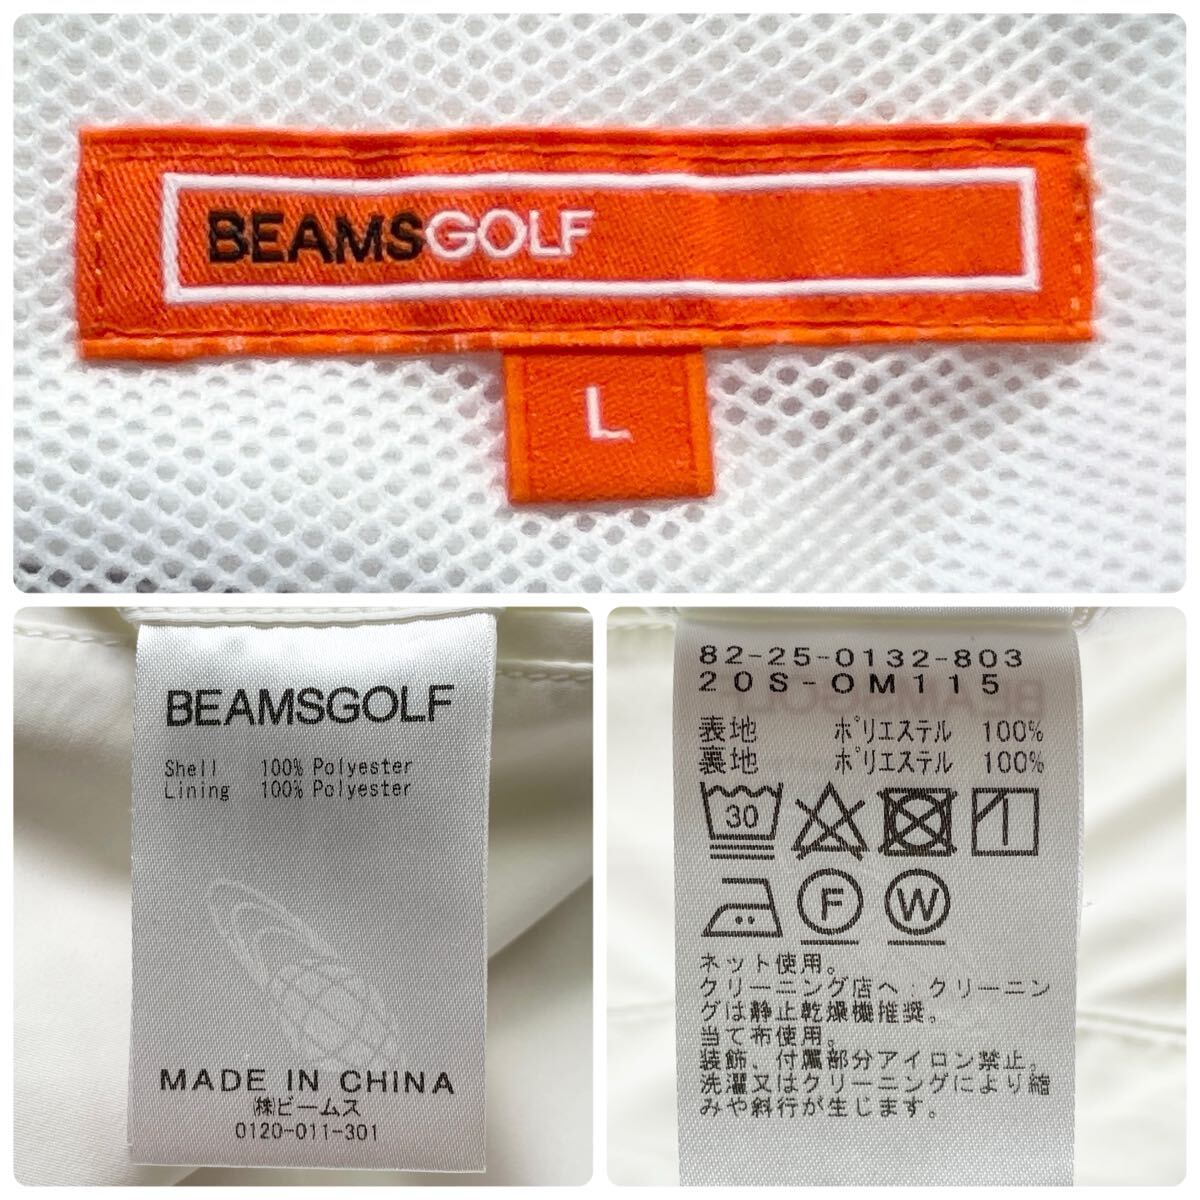 BEAMSGOLF
L
BEAMSGOLF
Shell 100% Polyester
Lining 100% Polyester
MADE IN CHINA
㈱ビームス
0120-011-301
82-25-0132-803
20S-OM115
表地 ポリエステル 100%
裏地 ポリエステル 100%
30
F W
ネット使用。
クリーニング店へ:クリーニン
グは静止乾燥機推奨。
当て布使用。
装飾、付属部分アイロン禁止。
洗濯又はクリーニングにより縮
みや斜行が生じます。